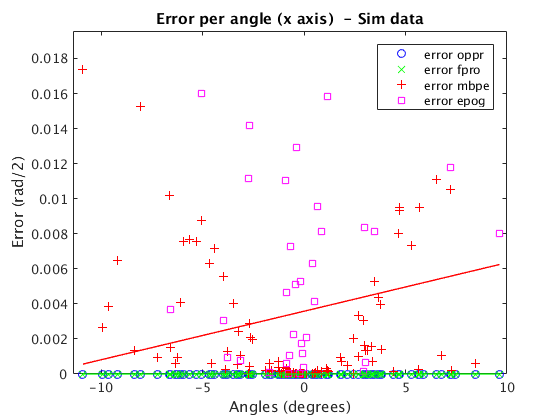 Error per angle (x axis) - Sim data
error oppr
error fpro
error mbpe
error epog
0.018
0.016
0.014
0.012
0.01
0.008
0.006
0.004
0.002
0
Error (rad/2)
-10
-5
0
5
10
Angles (degrees)